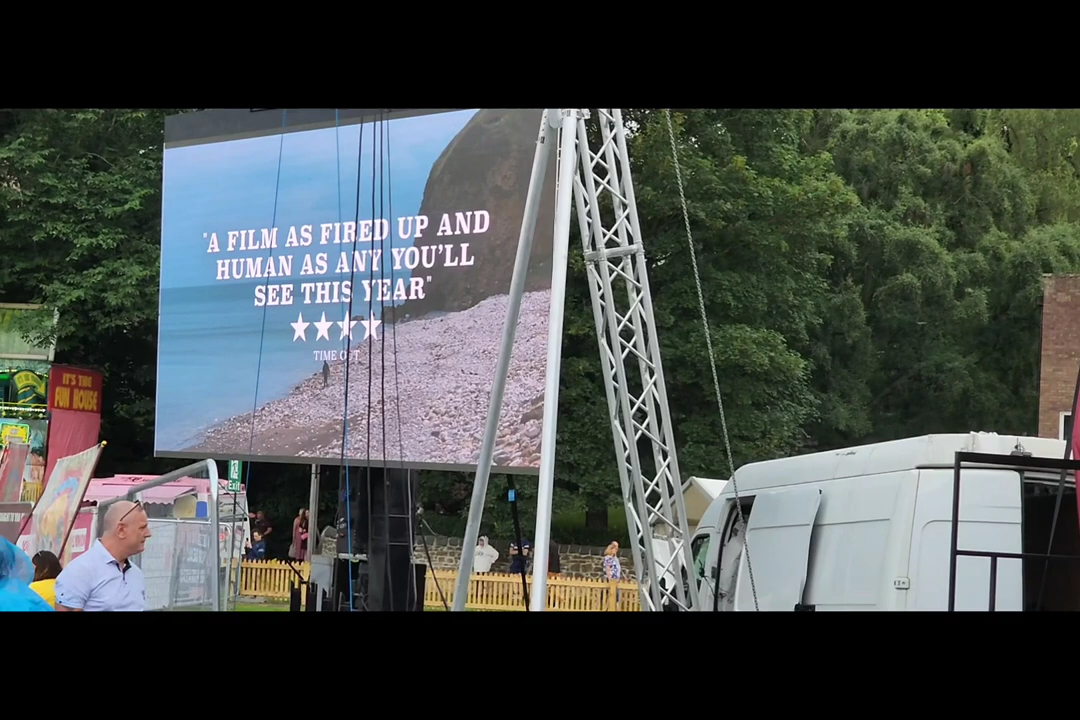 "A FILM AS FIRED UP AND
HUMAN AS ANY YOU'LL
SEE THIS YEAR"
TIME OUT
IT'S THE
FUN HOUSE
Exit